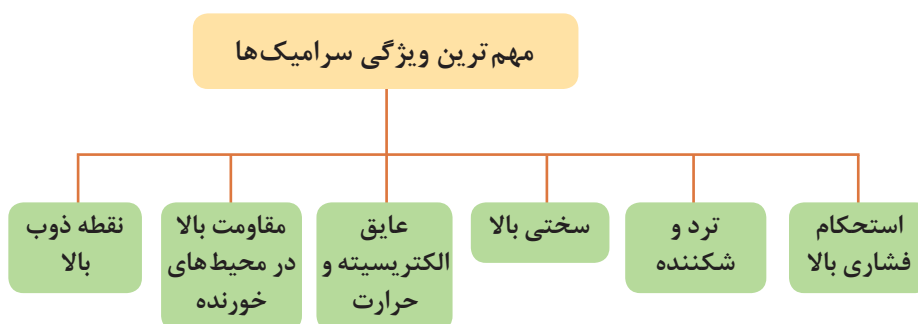 مهم‌ترین ویژگی سرامیک‌ها
استحکام
فشاری بالا
ترد و
شکننده
سختی بالا
عایق
الکتریسیته و
حرارت
مقاومت بالا
در محیط‌های
خورنده
نقطه ذوب
بالا